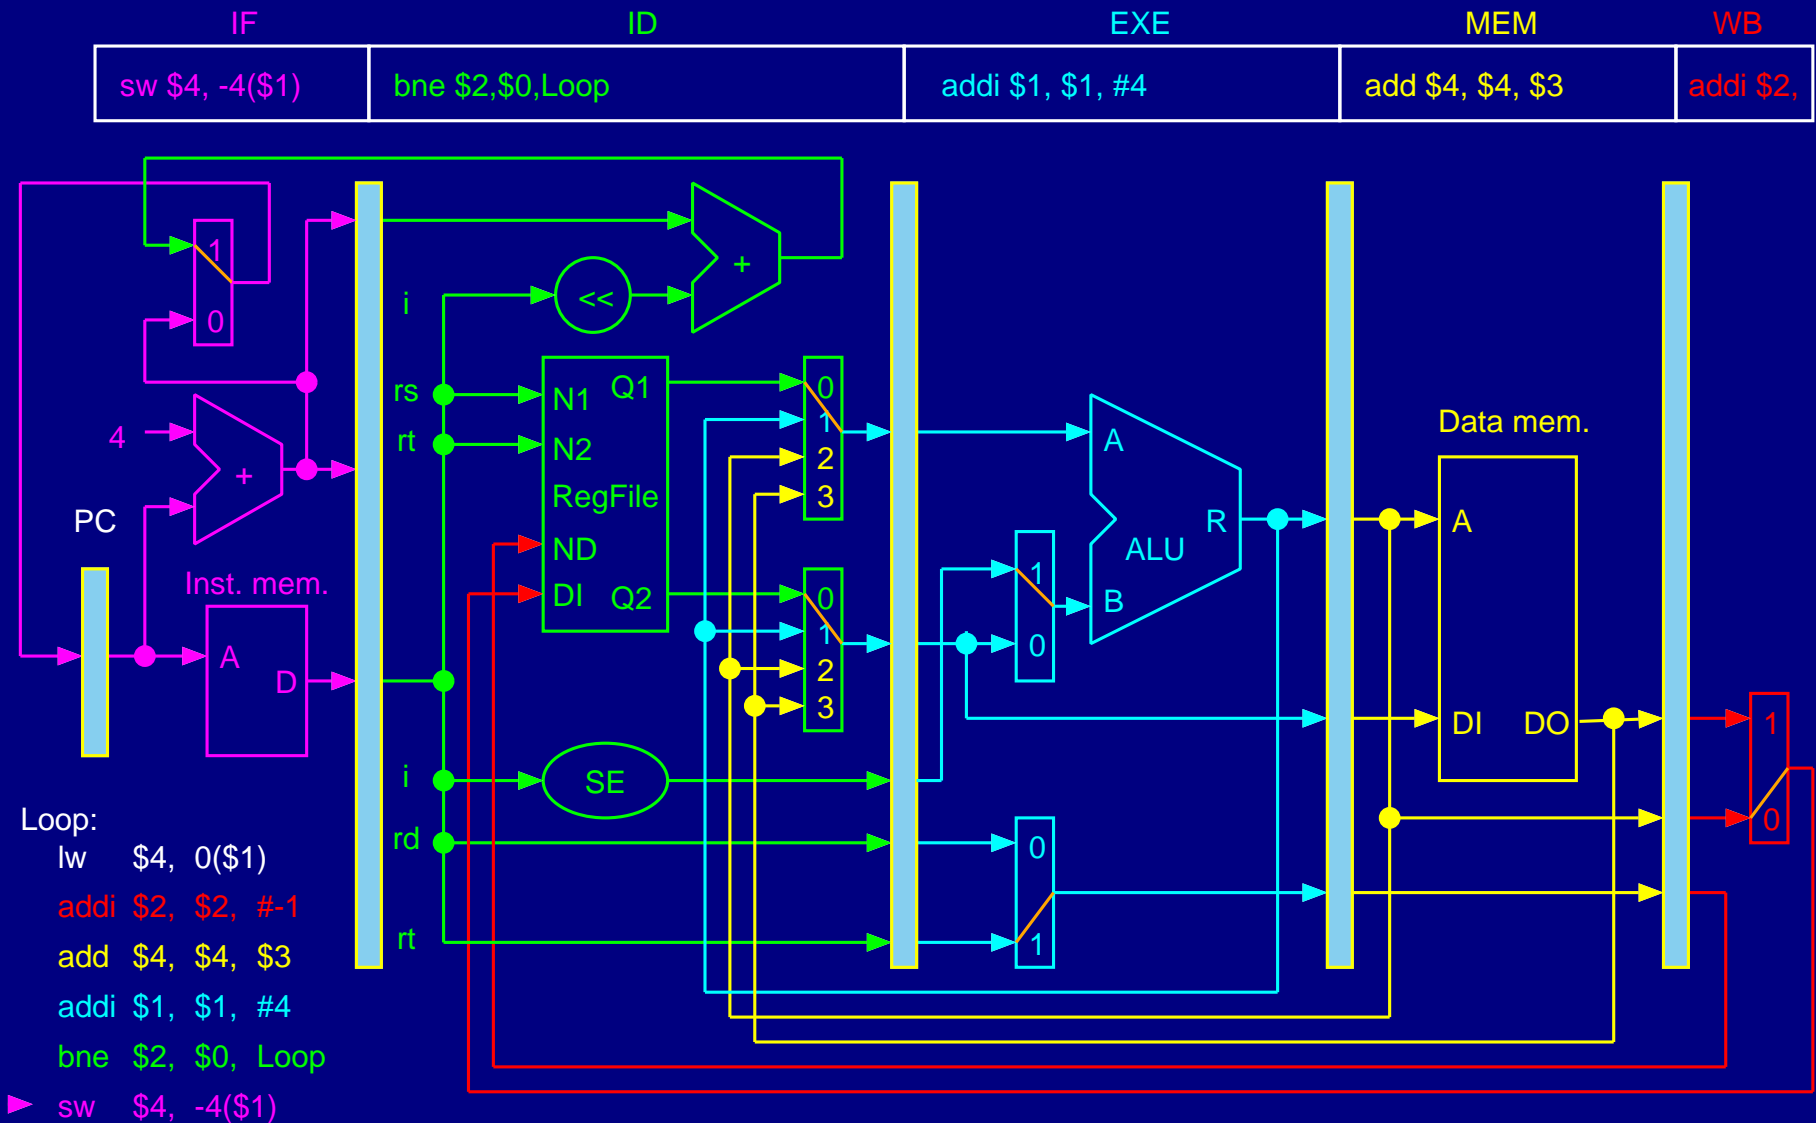 IF ID EXE MEM WB
sw $4, -4($1) bne $2,$0,Loop addi $1, $1, #4 add $4, $4, $3 addi $2,
1
0
4
+
PC
Inst. mem.
A
D
i
<<
+
rs
rt
N1 Q1
N2
RegFile
ND
DI Q2
0
1
2
3
0
1
2
3
i
SE
rd
rt
1
0
A
B
ALU
R
0
1
Data mem.
A
DI DO
1
0
Loop:
lw $4, 0($1)
addi $2, $2, #-1
add $4, $4, $3
addi $1, $1, #4
bne $2, $0, Loop
sw $4, -4($1)